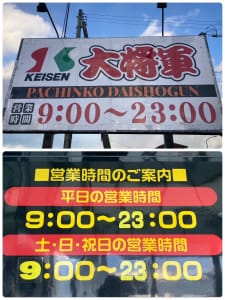 KEISEN
大将軍
PACHINKO DAISHOGUN
営業時間 9:00〜23:00
■営業時間のご案内■
平日の営業時間
9:00〜23:00
土・日・祝日の営業時間
9:00〜23:00